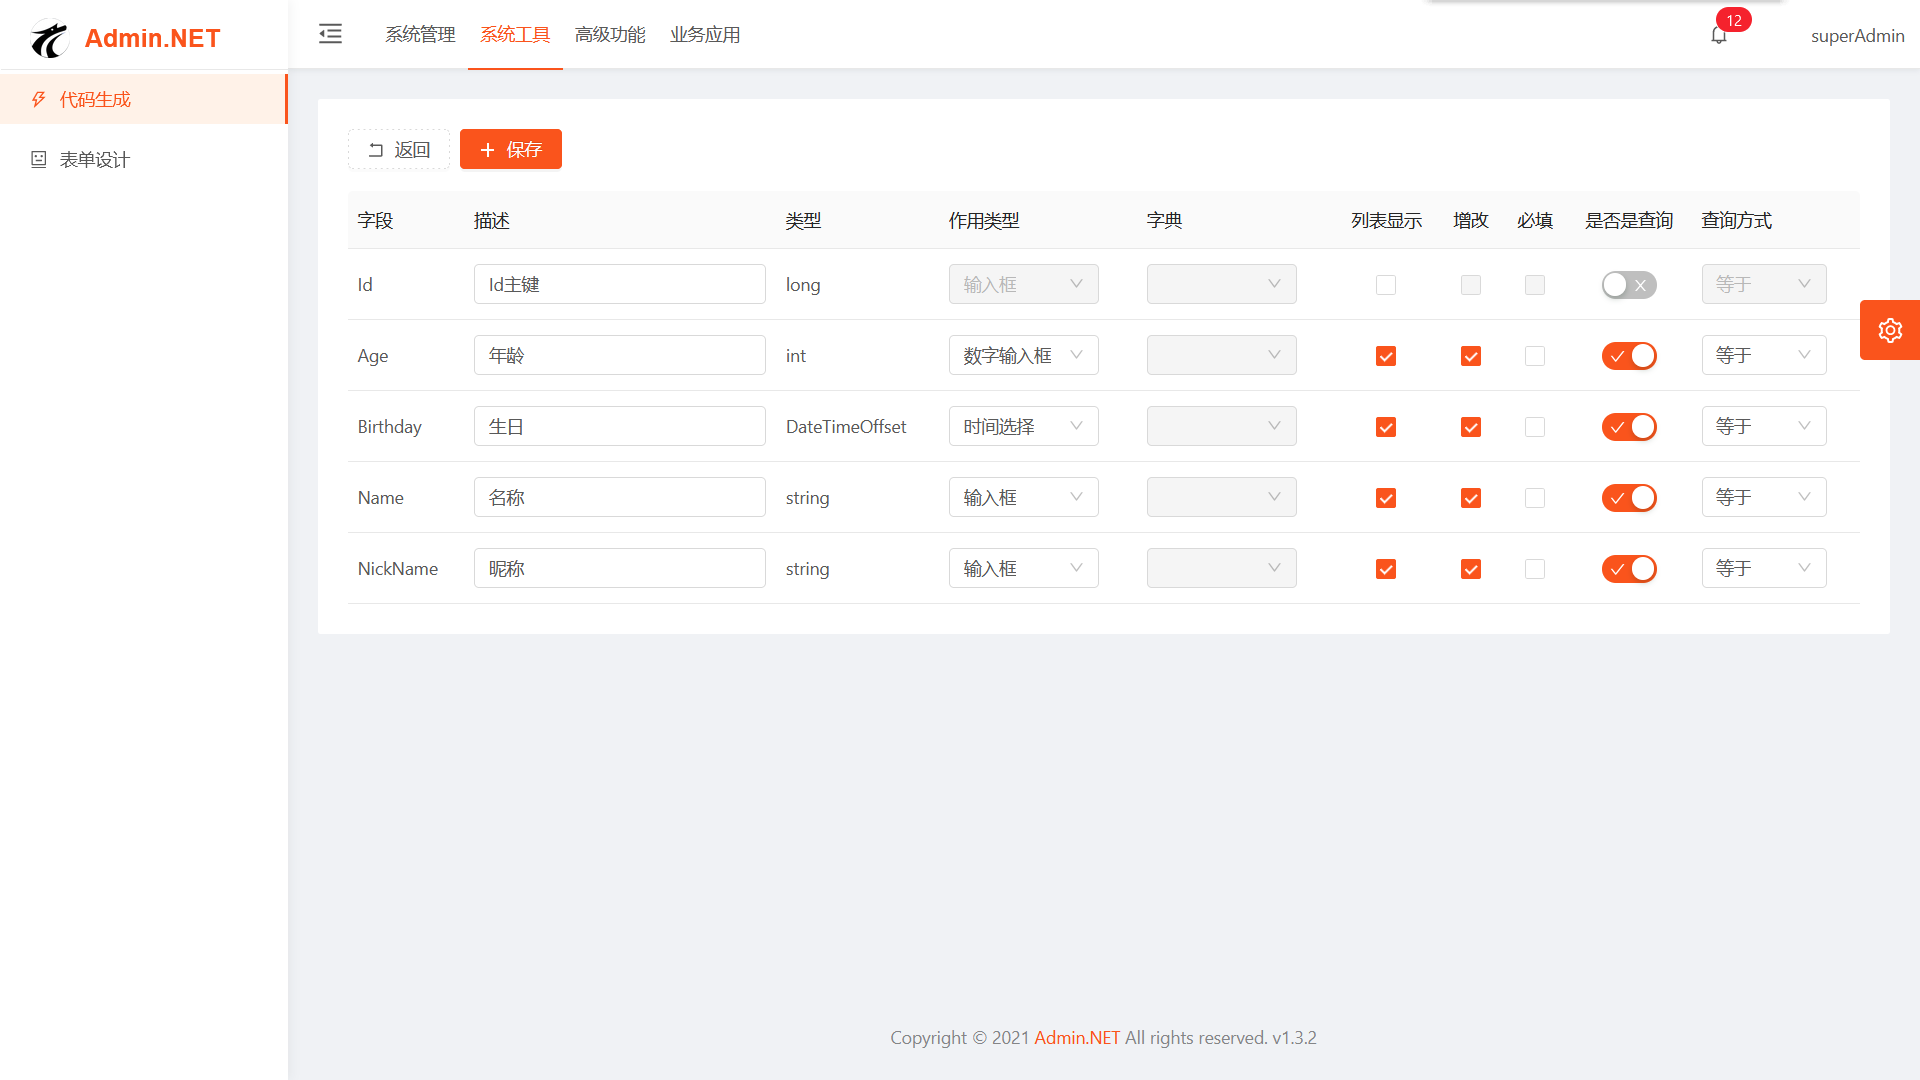 Admin.NET
系统管理 系统工具 高级功能 业务应用
12
superAdmin
代码生成
表单设计
返回 保存
字段 描述 类型 作用类型 字典 列表显示 增改 必填 是否是查询 查询方式
Id Id主键 long 输入框 等于
Age 年龄 int 数字输入框 等于
Birthday 生日 DateTimeOffset 时间选择 等于
Name 名称 string 输入框 等于
NickName 昵称 string 输入框 等于
Copyright © 2021 Admin.NET All rights reserved. v1.3.2